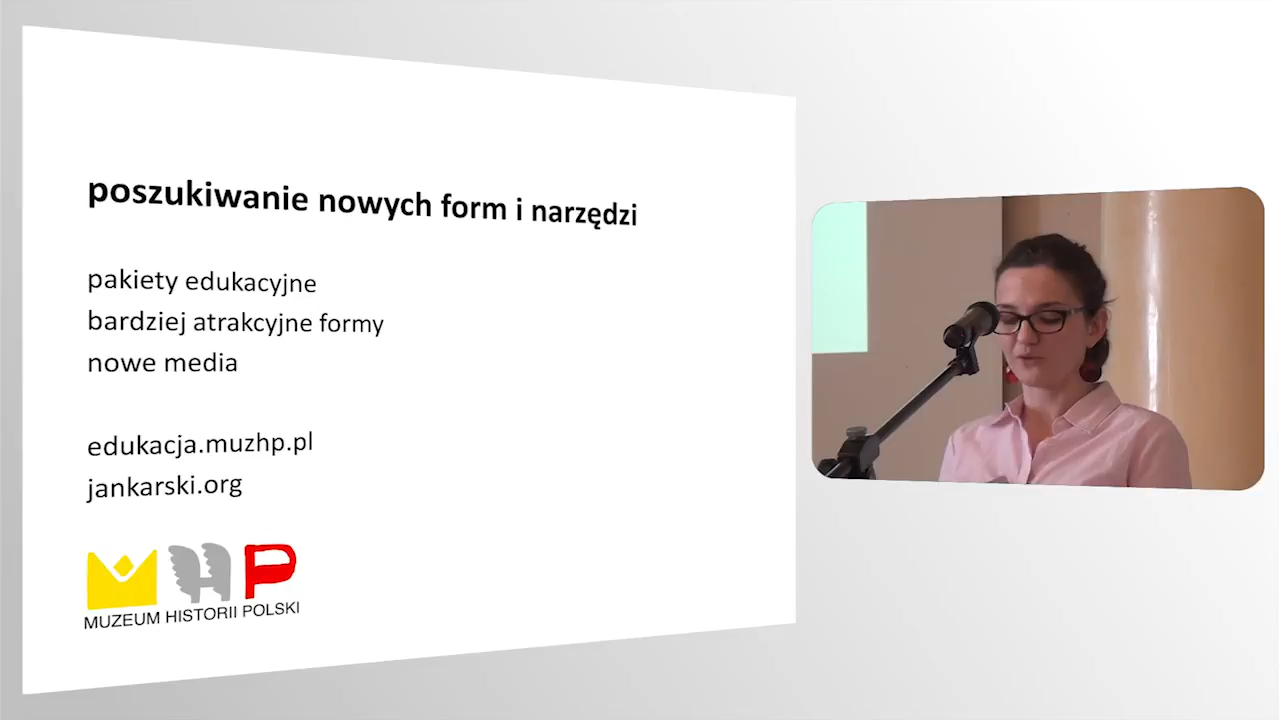 poszukiwanie nowych form i narzędzi
pakiety edukacyjne
bardziej atrakcyjne formy
nowe media
edukacja.muzhp.pl
jankarski.org
MHP
MUZEUM HISTORII POLSKI